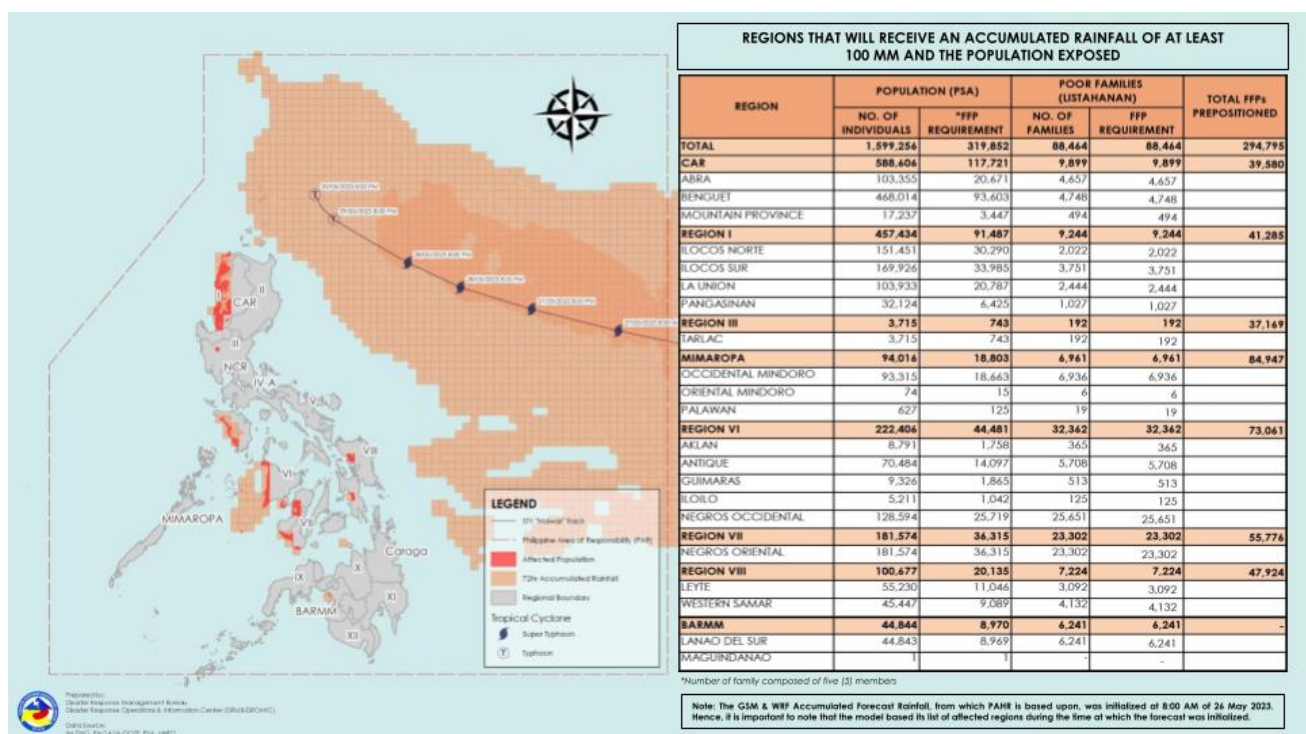 REGIONS THAT WILL RECEIVE AN ACCUMULATED RAINFALL OF AT LEAST
100 MM AND THE POPULATION EXPOSED
REGION POPULATION (PSA) POOR FAMILIES (LISTAHANAN) TOTAL FFPs PREPOSITIONED
NO. OF INDIVIDUALS *FFP REQUIREMENT NO. OF FAMILIES FFP REQUIREMENT
TOTAL 1,599,256 319,852 88,464 88,464 294,795
CAR 588,606 117,721 9,899 9,899 39,580
ABRA 103,355 20,671 4,657 4,657
BENGUET 468,014 93,603 4,748 4,748
MOUNTAIN PROVINCE 17,237 3,447 494 494
REGION I 457,434 91,487 9,244 9,244 41,285
ILOCOS NORTE 151,451 30,290 2,022 2,022
ILOCOS SUR 169,926 33,985 3,751 3,751
LA UNION 103,933 20,787 2,444 2,444
PANGASINAN 32,124 6,425 1,027 1,027
REGION III 3,715 743 192 192 37,169
TARLAC 3,715 743 192 192
MIMAROPA 94,016 18,803 6,961 6,961 84,947
OCCIDENTAL MINDORO 93,315 18,663 6,936 6,936
ORIENTAL MINDORO 74 15 6 6
PALAWAN 627 125 19 19
REGION VI 222,406 44,481 32,362 32,362 73,061
AKLAN 8,791 1,758 365 365
ANTIQUE 70,484 14,097 5,708 5,708
GUIMARAS 9,326 1,865 513 513
ILOILO 5,211 1,042 125 125
NEGROS OCCIDENTAL 128,594 25,719 25,651 25,651
REGION VII 181,574 36,315 23,302 23,302 55,776
NEGROS ORIENTAL 181,574 36,315 23,302 23,302
REGION VIII 100,677 20,135 7,224 7,224 47,924
LEYTE 55,230 11,046 3,092 3,092
WESTERN SAMAR 45,447 9,089 4,132 4,132
BARMM 44,844 8,970 6,241 6,241 -
LANAO DEL SUR 44,843 8,969 6,241 6,241
MAGUINDANAO 1 1 - -
*Number of family composed of five (5) members
Note: The GSM & WRF Accumulated Forecast Rainfall, from which PAHR is based upon, was initialized at 8:00 AM of 26 May 2023.
Hence, it is important to note that the model based its list of affected regions during the time at which the forecast was initialized.
I
II
CAR
III
NCR
IV A
V
VIII
VI
VII
MIMAROPA
Caraga
IX
X
BARMM
XI
XII
LEGEND
Philippine Area of Responsibility (PAR)
Affected Population
72hr Accumulated Rainfall
Regional Boundary
Tropical Cyclone
Super Typhoon
Typhoon
Prepared by:
Disaster Response Management Bureau
Disaster Response Operations & Information Center (DRMB-DROMIC)
Data Source: